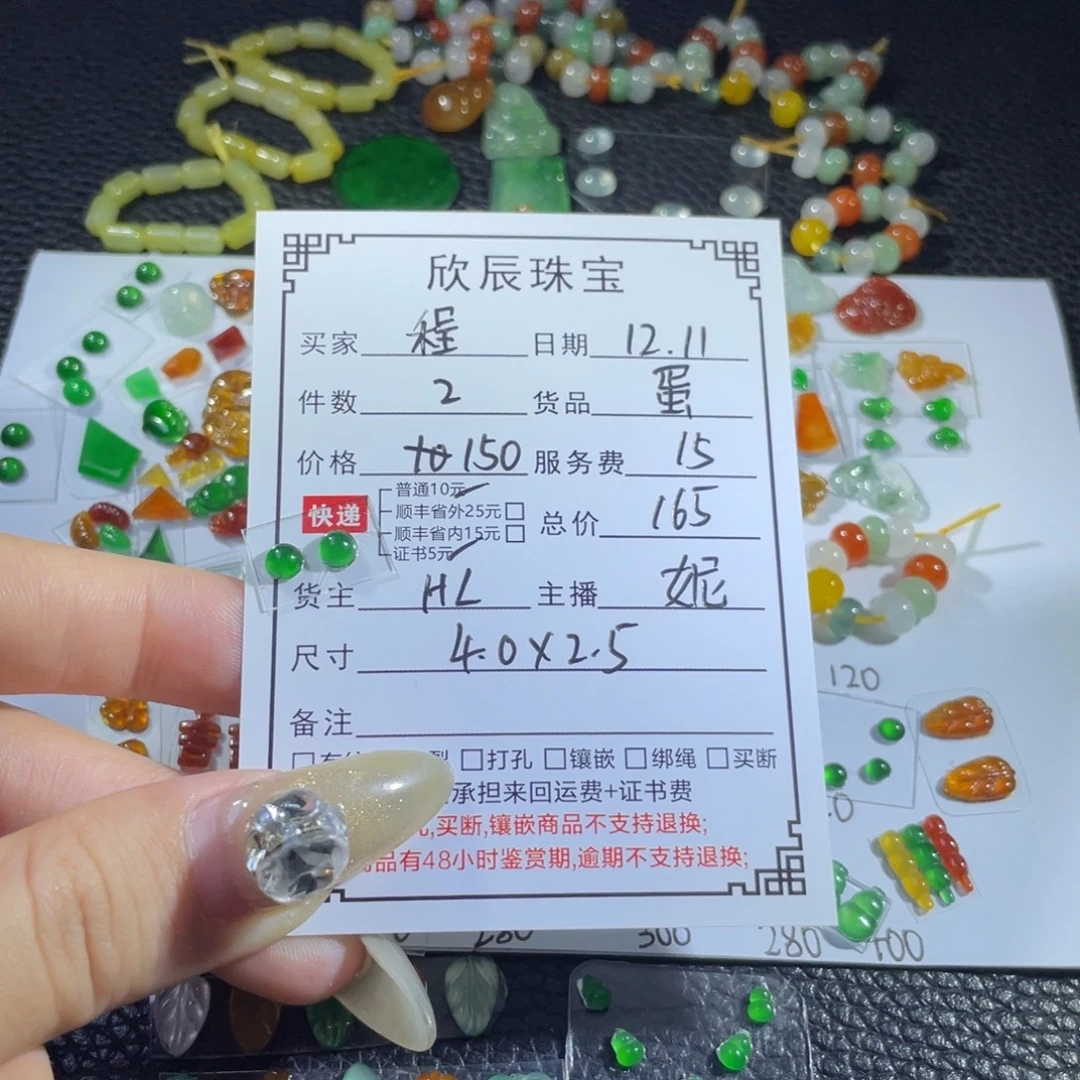 欣辰珠宝
买家 程 日期 12.11
件数 2 货品 蛋
价格 150 服务费 15
普通10元
快递 顺丰省外25元 总价 165
顺丰省内15元
证书5元
货主 HL 主播 妮
尺寸 4.0×2.5
备注
打孔 镶嵌 绑绳 买断
承担来回运费+证书费
,买断,镶嵌商品不支持退换;
品有48小时鉴赏期,逾期不支持退换;
120
280 300 280 400